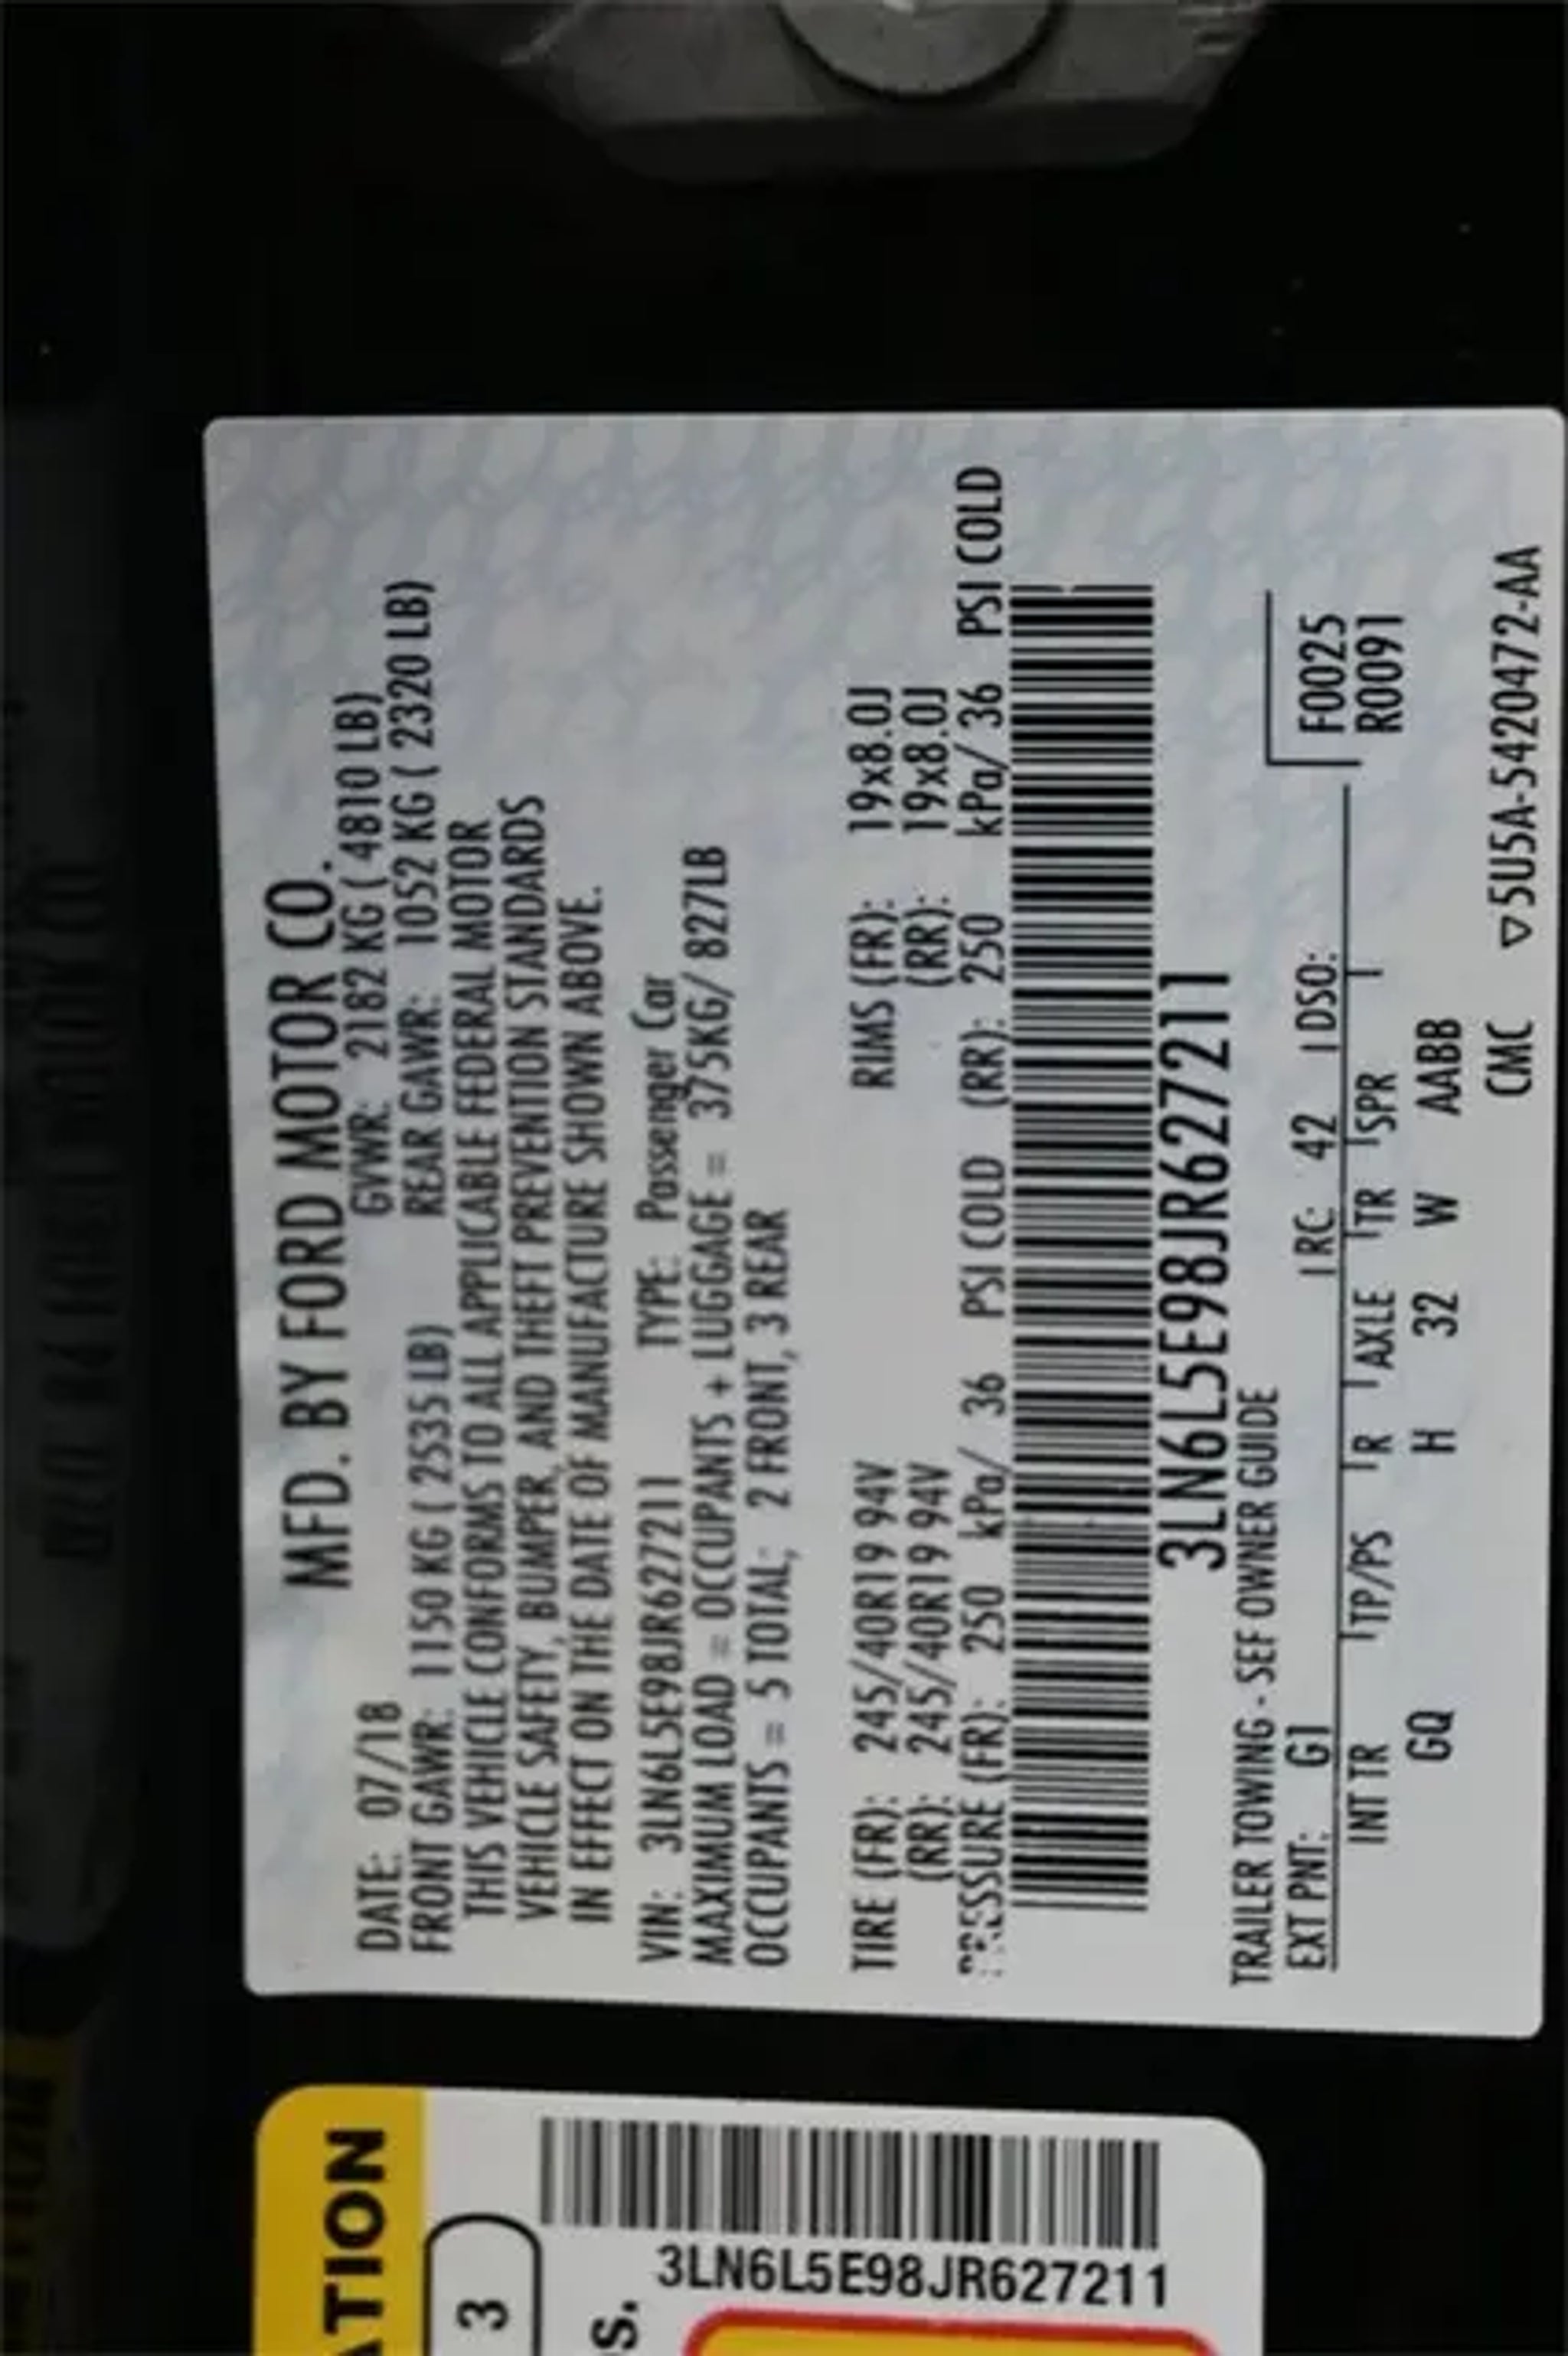 MFD. BY FORD MOTOR CO.
DATE: 07/18 GVWR: 2182 KG ( 4810 LB)
FRONT GAWR: 1150 KG ( 2535 LB) REAR GAWR: 1052 KG ( 2320 LB)
THIS VEHICLE CONFORMS TO ALL APPLICABLE FEDERAL MOTOR
VEHICLE SAFETY, BUMPER, AND THEFT PREVENTION STANDARDS
IN EFFECT ON THE DATE OF MANUFACTURE SHOWN ABOVE.
VIN: 3LN6L5E98JR627211 TYPE: Passenger Car
MAXIMUM LOAD = OCCUPANTS + LUGGAGE = 375KG/ 827LB
OCCUPANTS = 5 TOTAL; 2 FRONT, 3 REAR
TIRE (FR): 245/40R19 94V RIMS (FR): 19x8.0J
(RR): 245/40R19 94V (RR): 19x8.0J
PRESSURE (FR): 250 kPa/ 36 PSI COLD (RR): 250 kPa/ 36 PSI COLD
3LN6L5E98JR627211
TRAILER TOWING - SEE OWNER GUIDE
EXT PNT: G1 RC: 42 DSO:
F0025
R0091
INT TR TP/PS R AXLE TR SPR
GQ H 32 W AABB
CMC ▽5U5A-5420472-AA
ATION
3
3LN6L5E98JR627211
s.